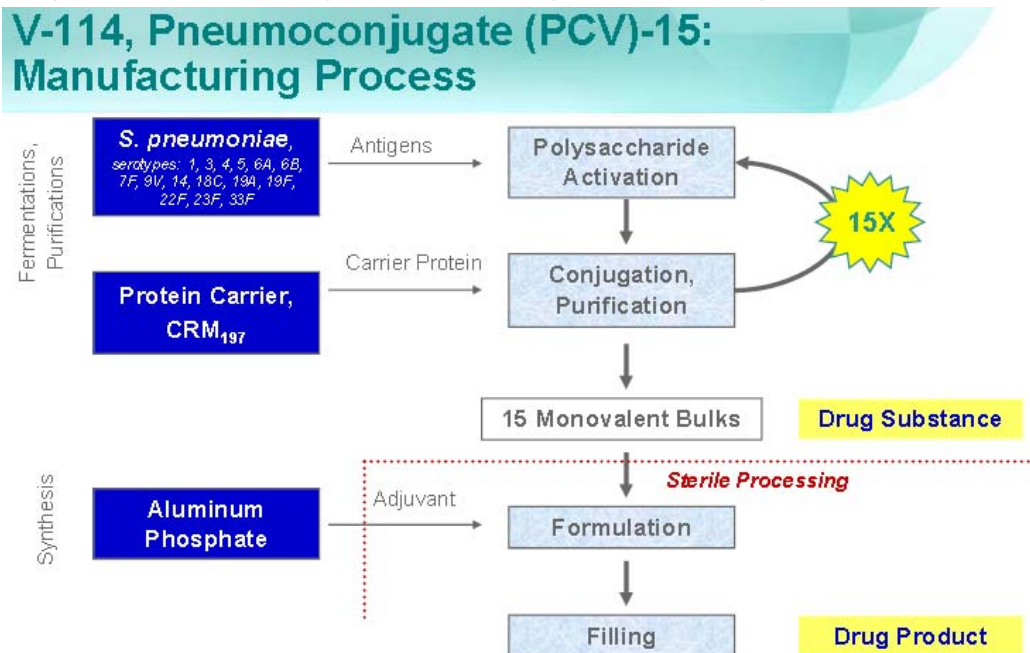 V-114, Pneumoconjugate (PCV)-15:
Manufacturing Process
Fermentations,
Purifications
S. pneumoniae,
serotypes: 1, 3, 4, 5, 6A, 6B,
7F, 9V, 14, 18C, 19A, 19F,
22F, 23F, 33F
Antigens
Polysaccharide
Activation
15X
Protein Carrier,
CRM₁₉₇
Carrier Protein
Conjugation,
Purification
15 Monovalent Bulks
Drug Substance
Sterile Processing
Synthesis
Aluminum
Phosphate
Adjuvant
Formulation
Filling
Drug Product